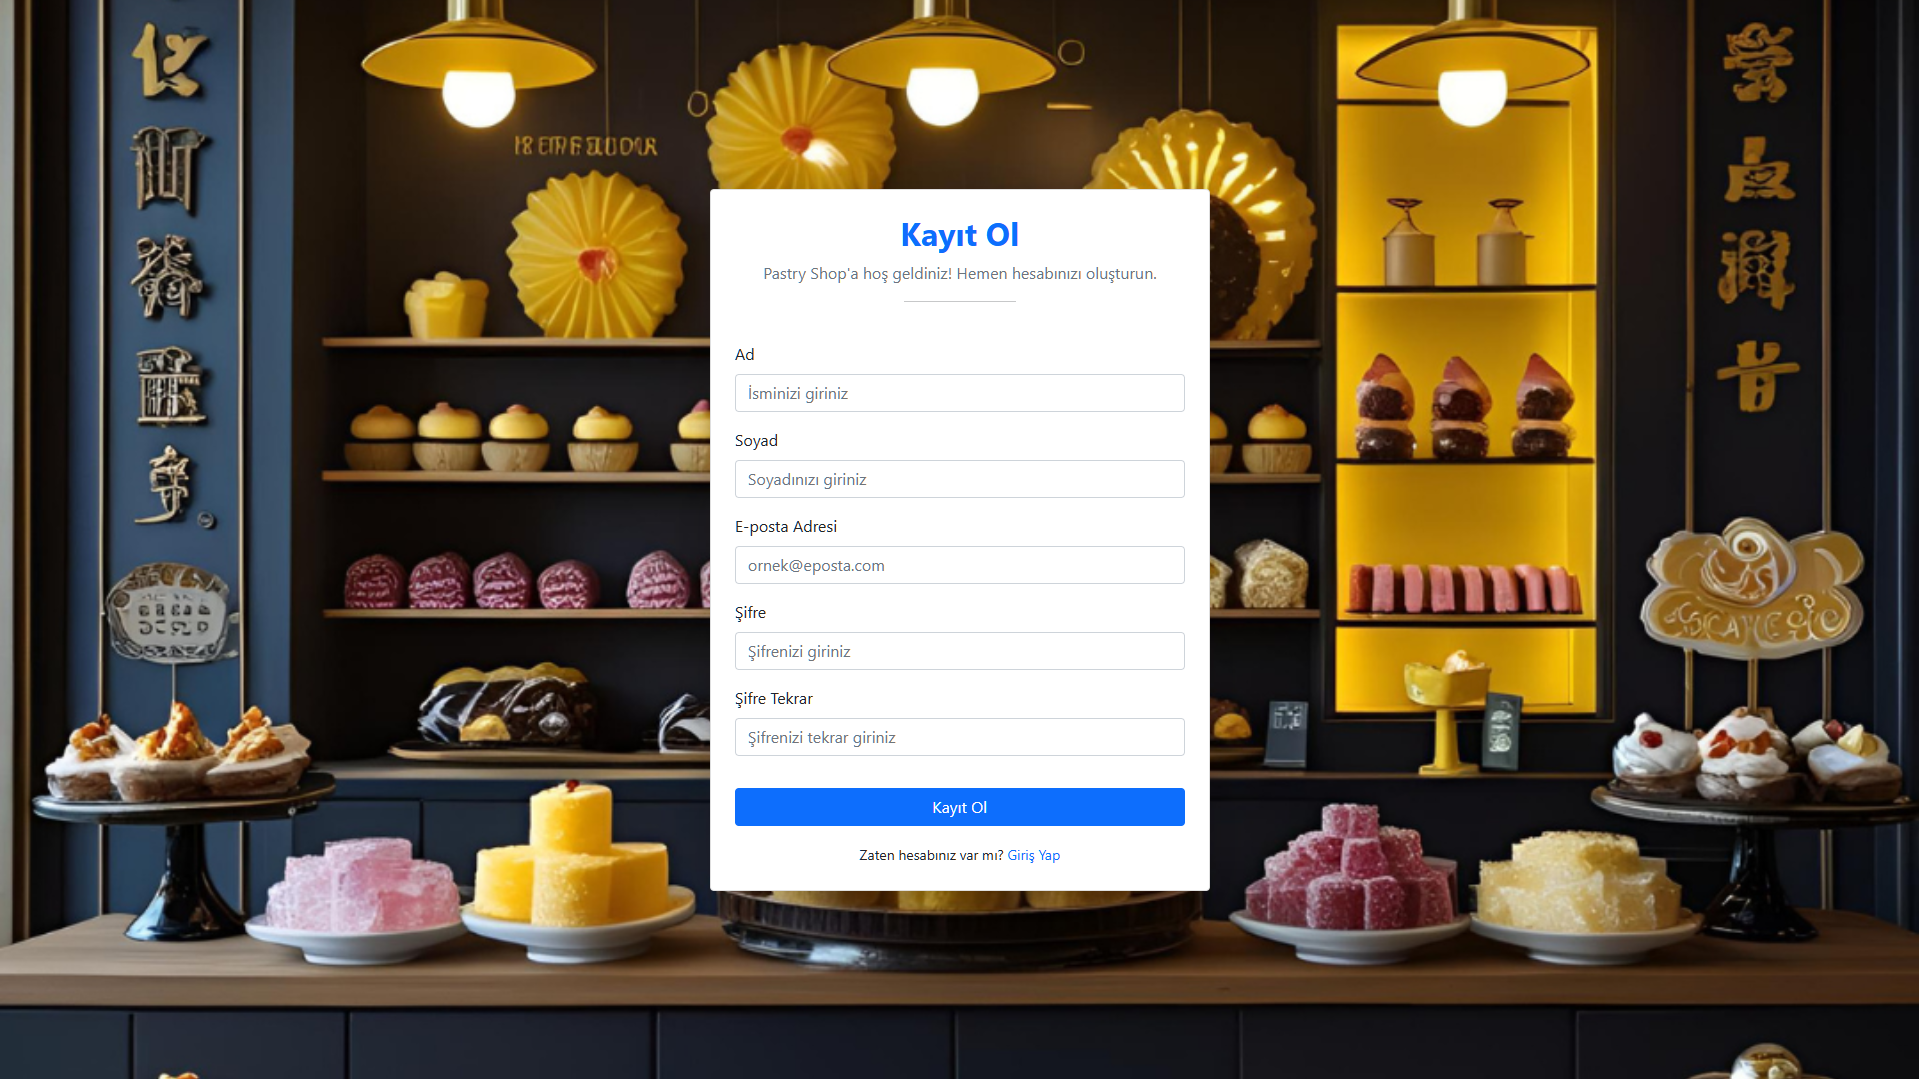 Kayıt Ol
Pastry Shop'a hoş geldiniz! Hemen hesabınızı oluşturun.
Ad
İsminizi giriniz
Soyad
Soyadınızı giriniz
E-posta Adresi
ornek@eposta.com
Şifre
Şifrenizi giriniz
Şifre Tekrar
Şifrenizi tekrar giriniz
Kayıt Ol
Zaten hesabınız var mı? Giriş Yap